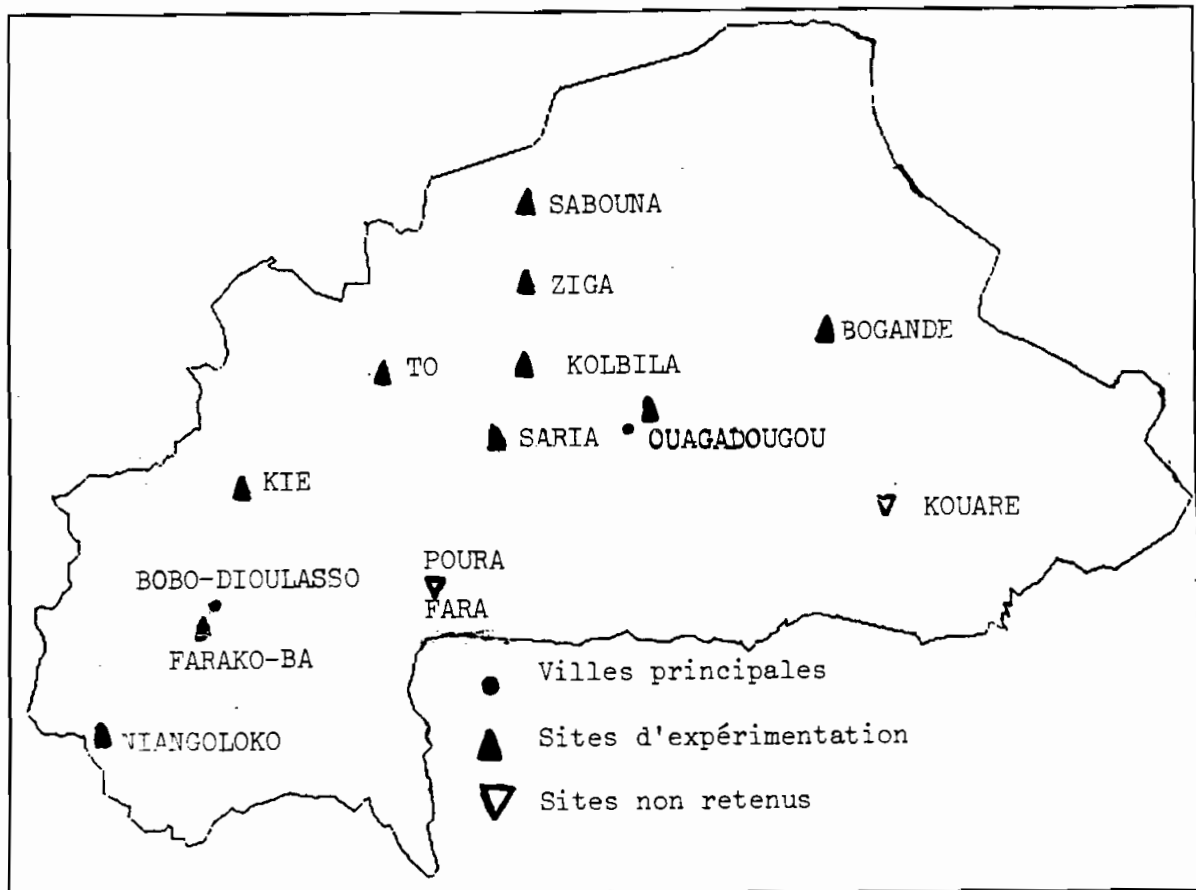 SABOUNA
ZIGA
BOGANDE
TO
KOLBILA
SARIA
OUAGADOUGOU
KIE
KOUARE
POURA
BOBO-DIOULASSO
FARA
FARAKO-BA
Villes principales
NIANGOLOKO
Sites d'expérimentation
Sites non retenus